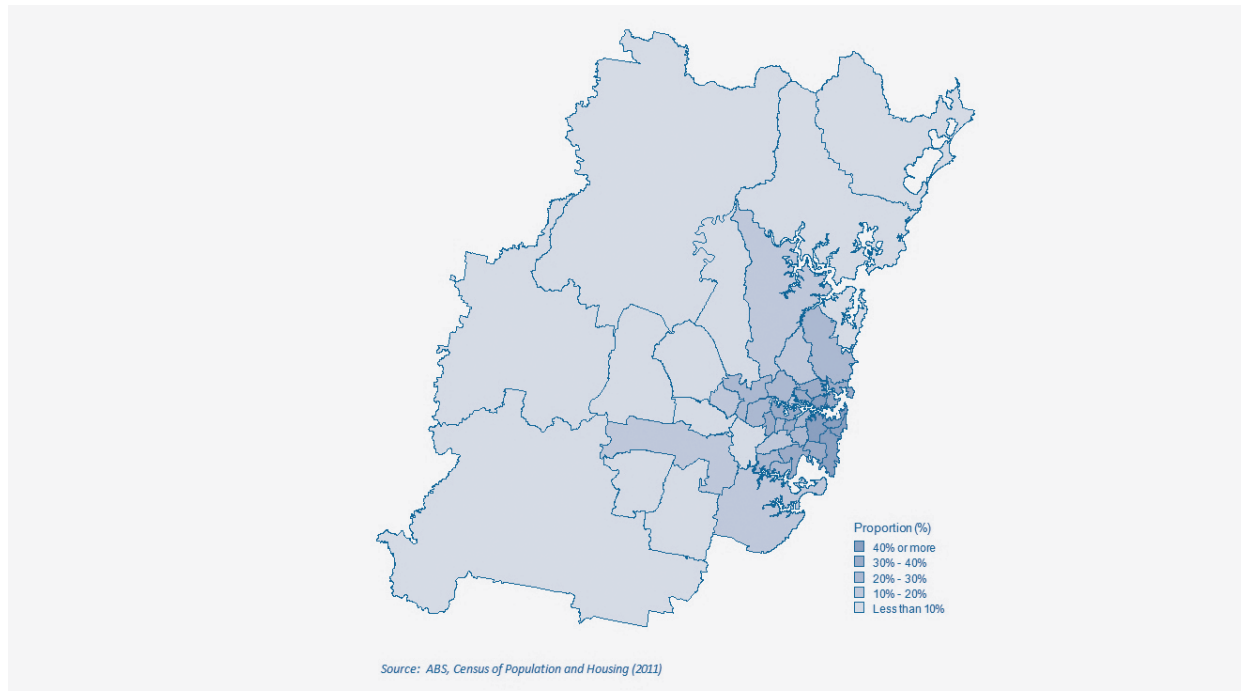 Proportion (%)
40% or more
30% - 40%
20% - 30%
10% - 20%
Less than 10%
Source: ABS, Census of Population and Housing (2011)